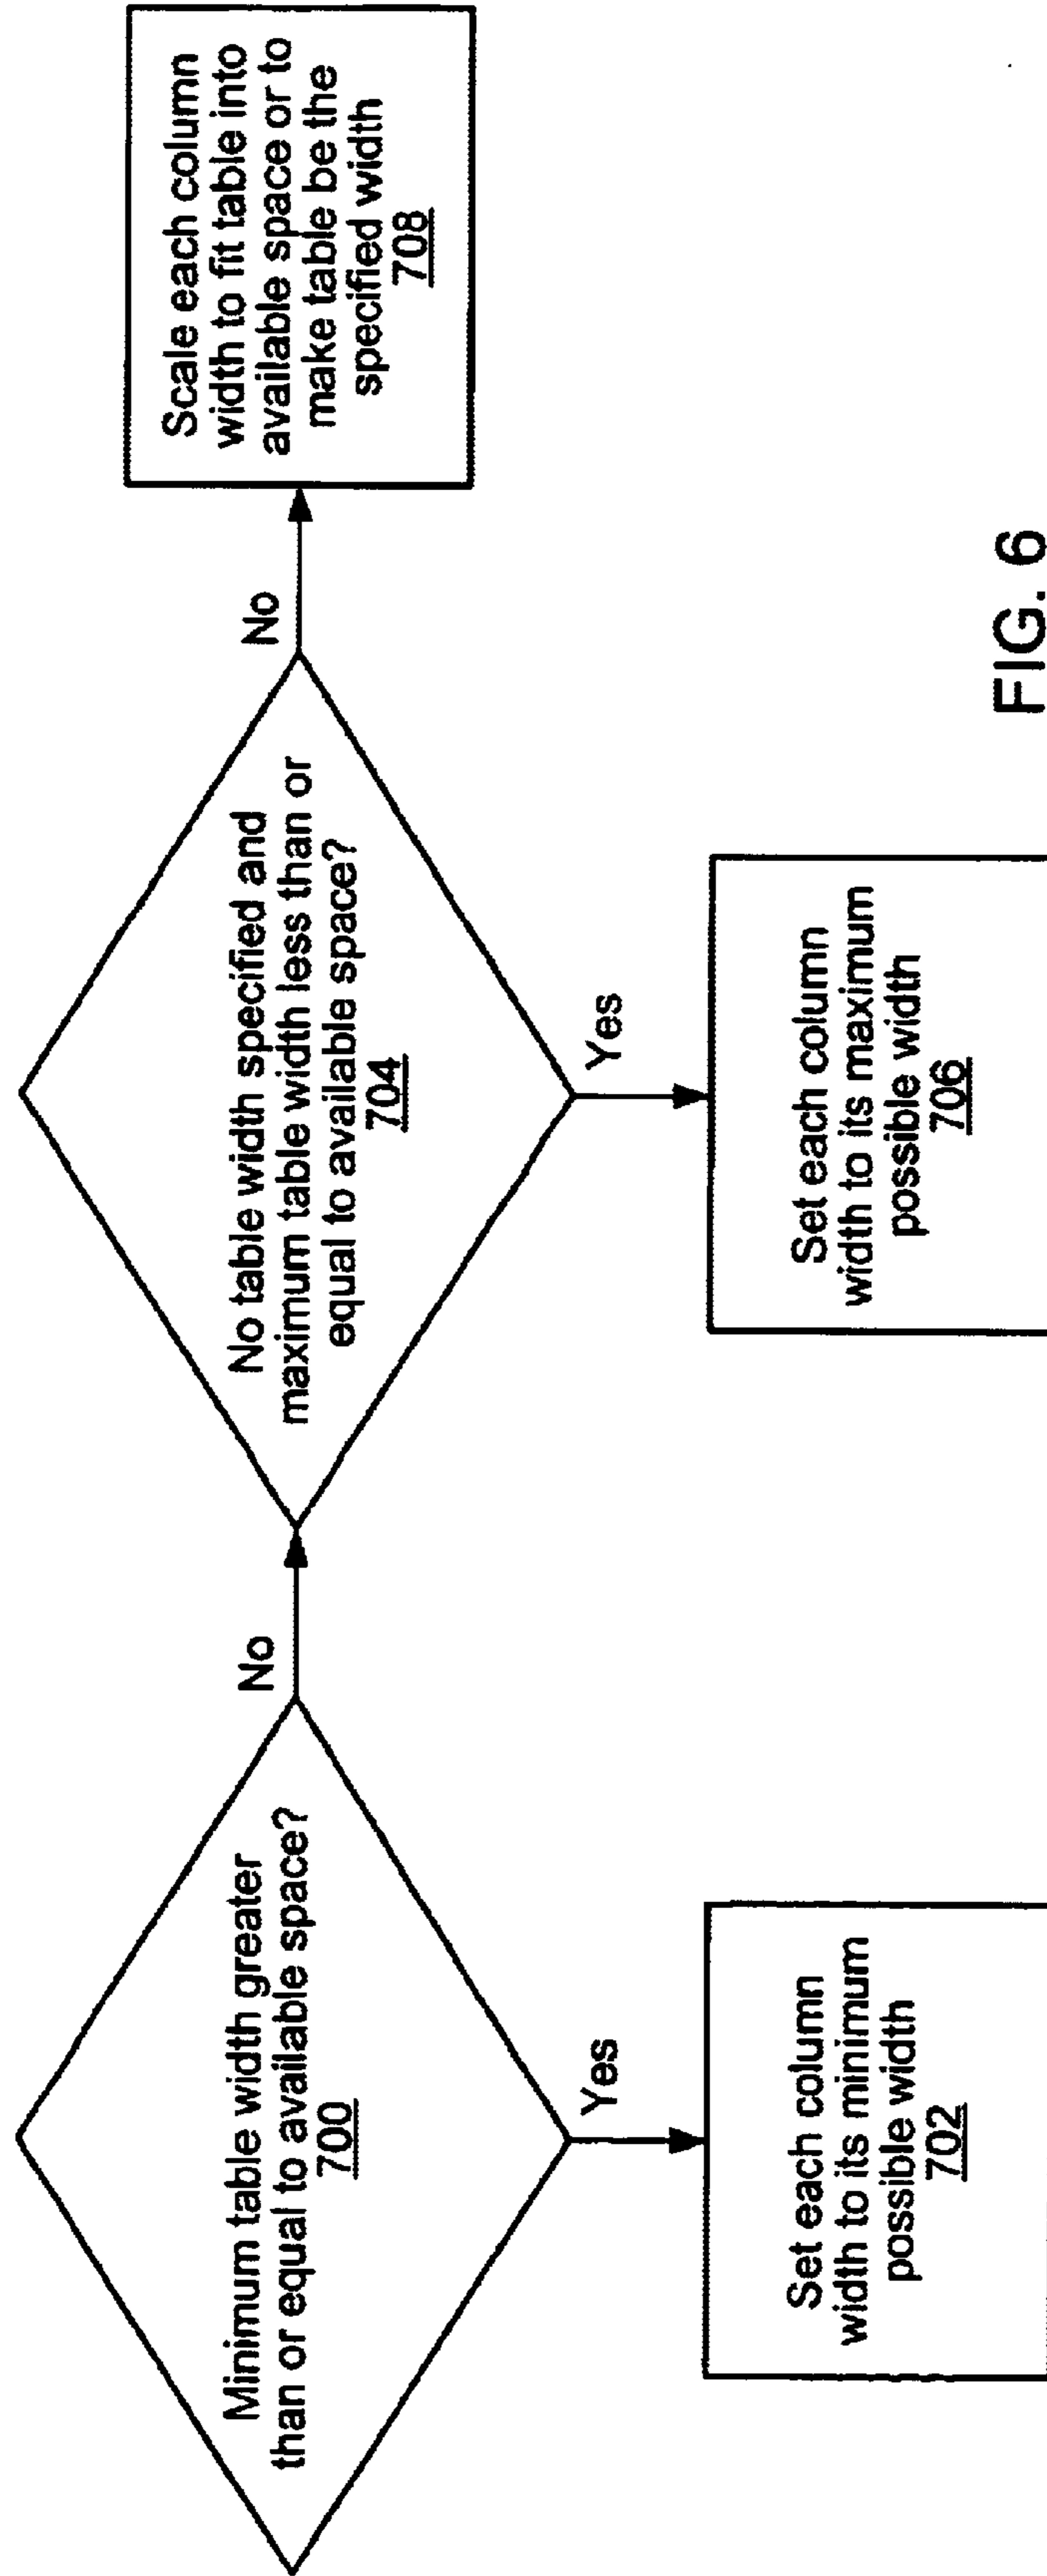 Minimum table width greater
than or equal to available space?
700
No
Yes
Set each column
width to its minimum
possible width
702
No table width specified and
maximum table width less than or
equal to available space?
704
No
Yes
Set each column
width to its maximum
possible width
706
Scale each column
width to fit table into
available space or to
make table be the
specified width
708
FIG. 6